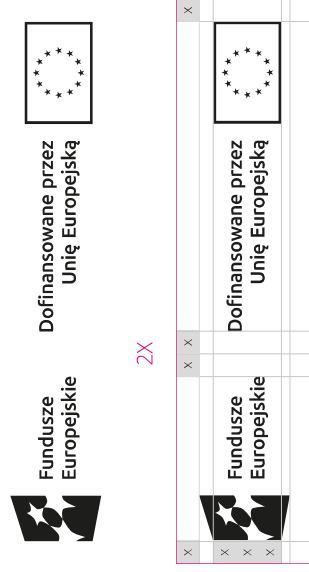 Fundusze
Europejskie
Dofinansowane przez
Unię Europejską
2X
Fundusze
Europejskie
Dofinansowane przez
Unię Europejską
X
X
X
X
X
X
X
X